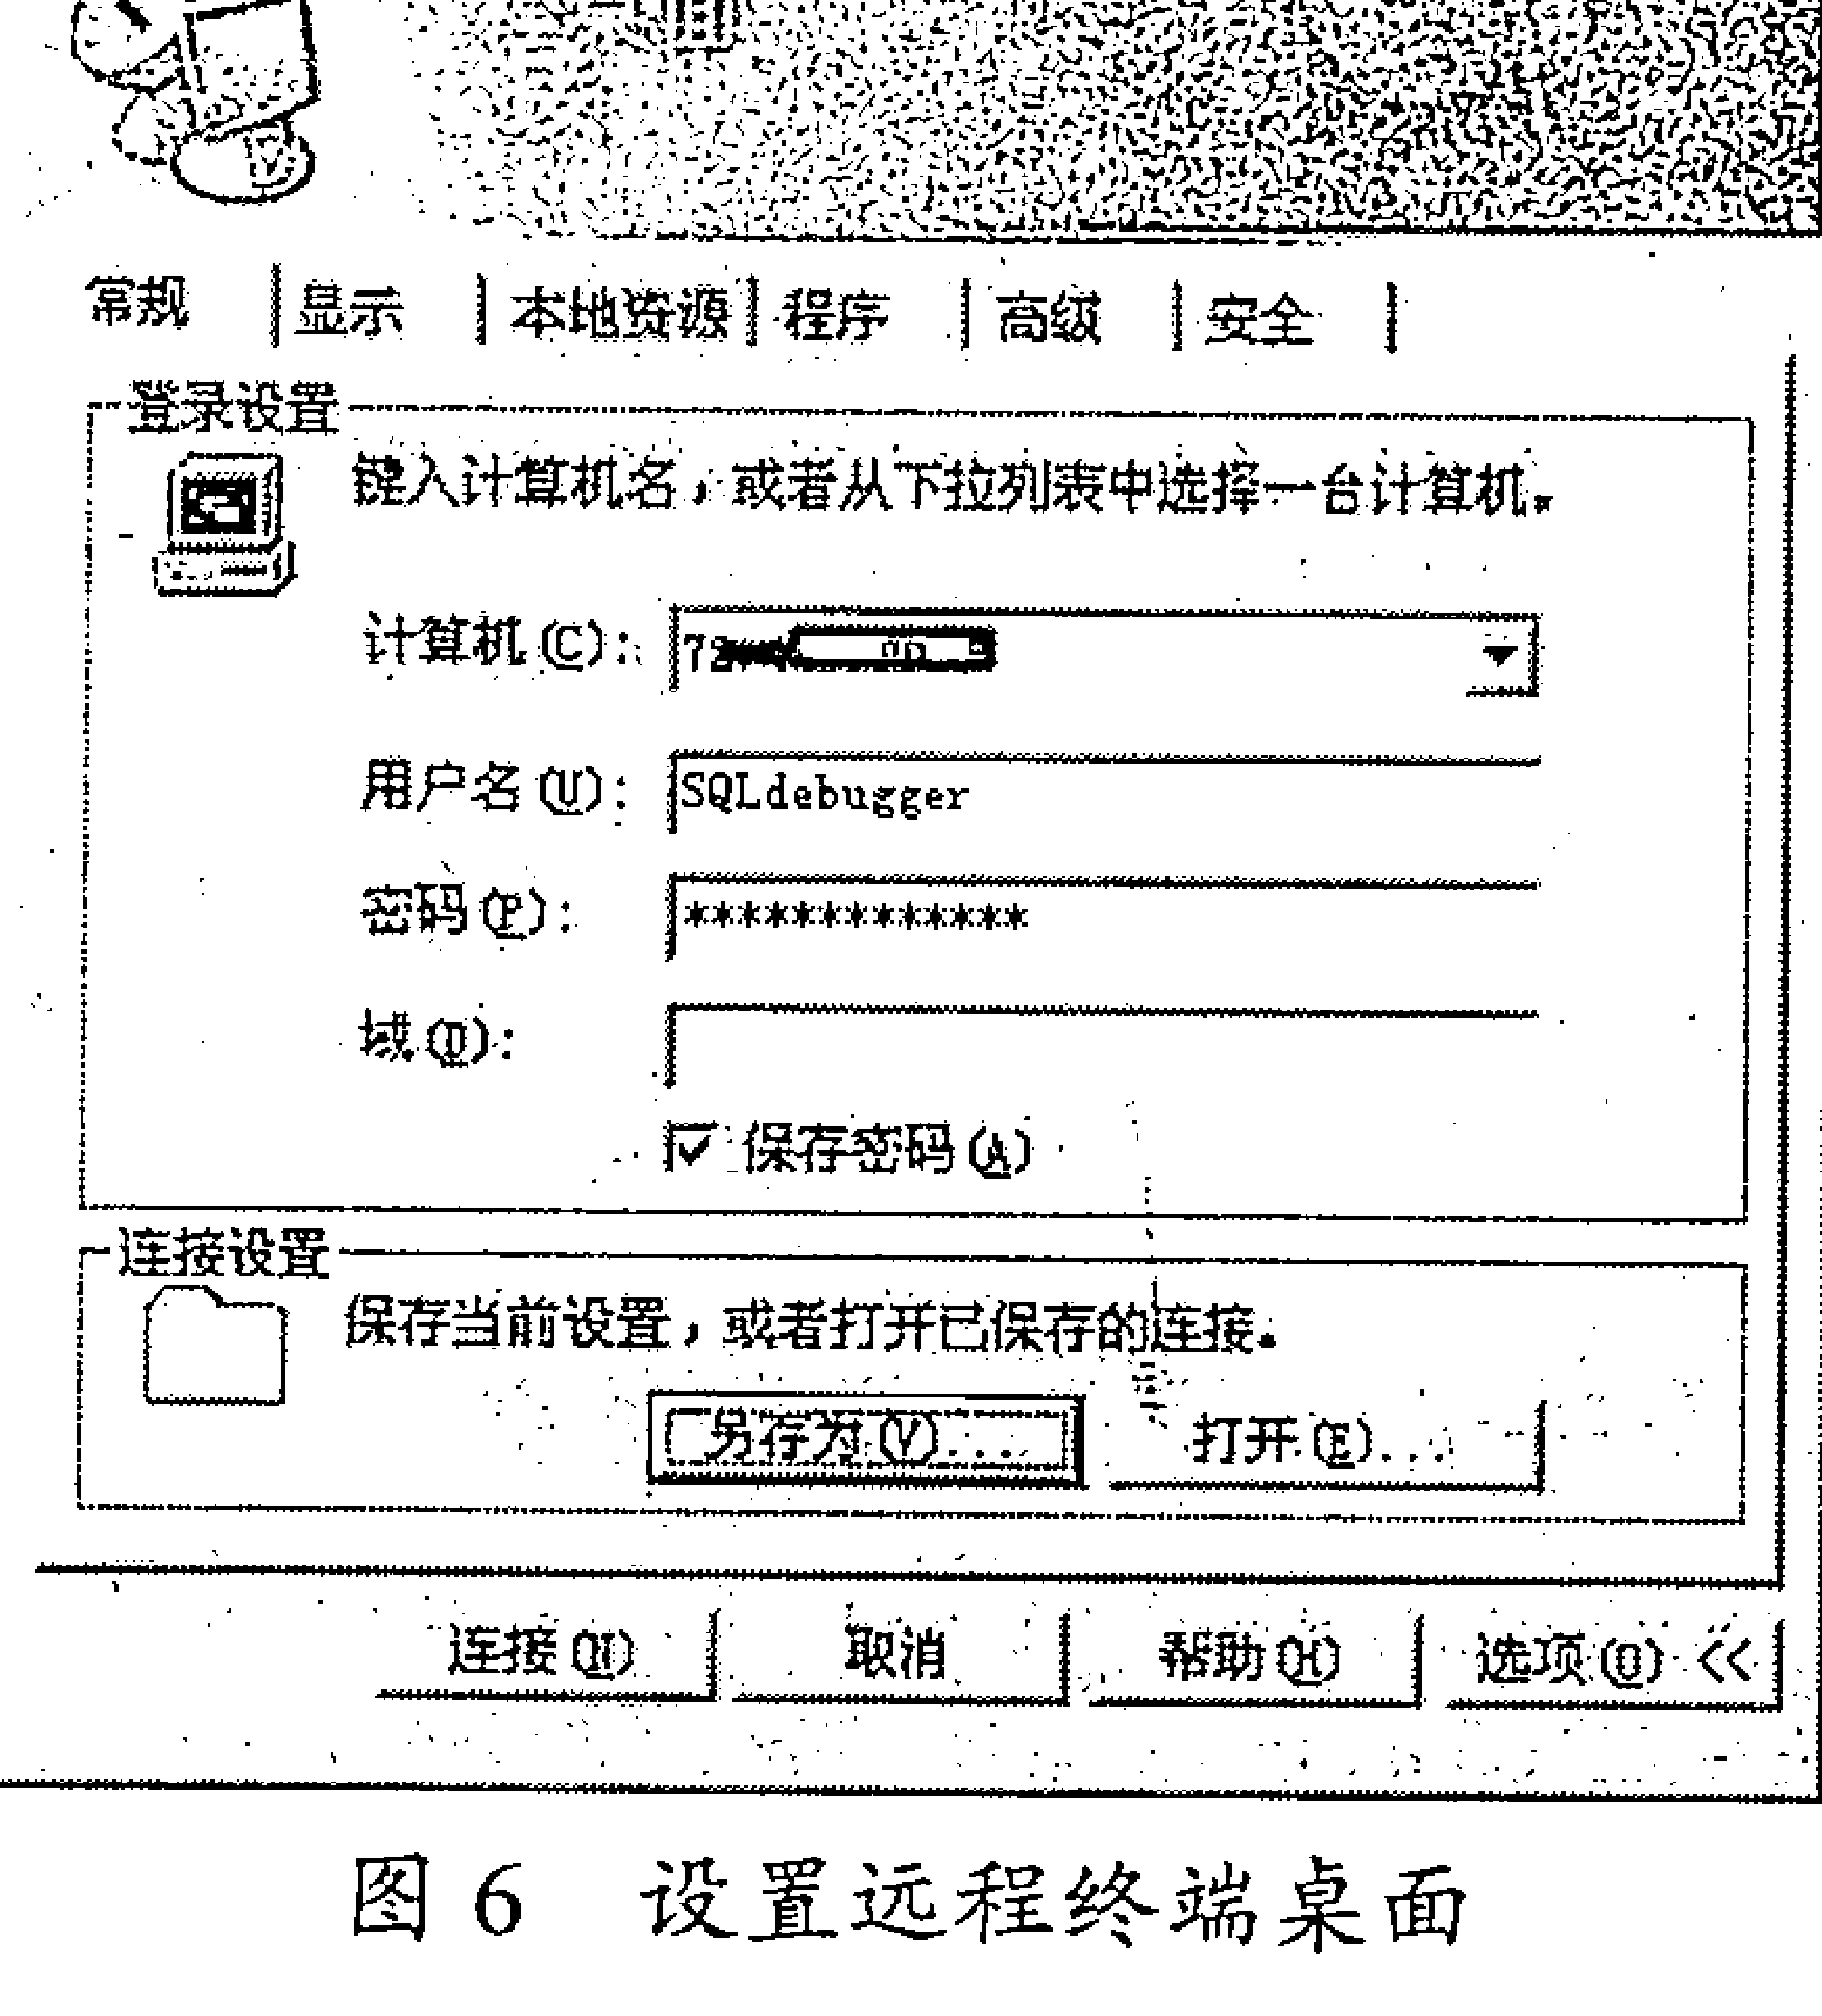 常规 显示 本地资源 程序 高级 安全
登录设置
键入计算机名，或者从下拉列表中选择一台计算机。
计算机(C): 72
用户名(U): SQLdebugger
密码(P): *************
域(D):
保存密码(A)
连接设置
保存当前设置，或者打开已保存的连接。
另存为(V)... 打开(E)...
连接(N) 取消 帮助(H) 选项(O) <<
图 6 设置远程终端桌面